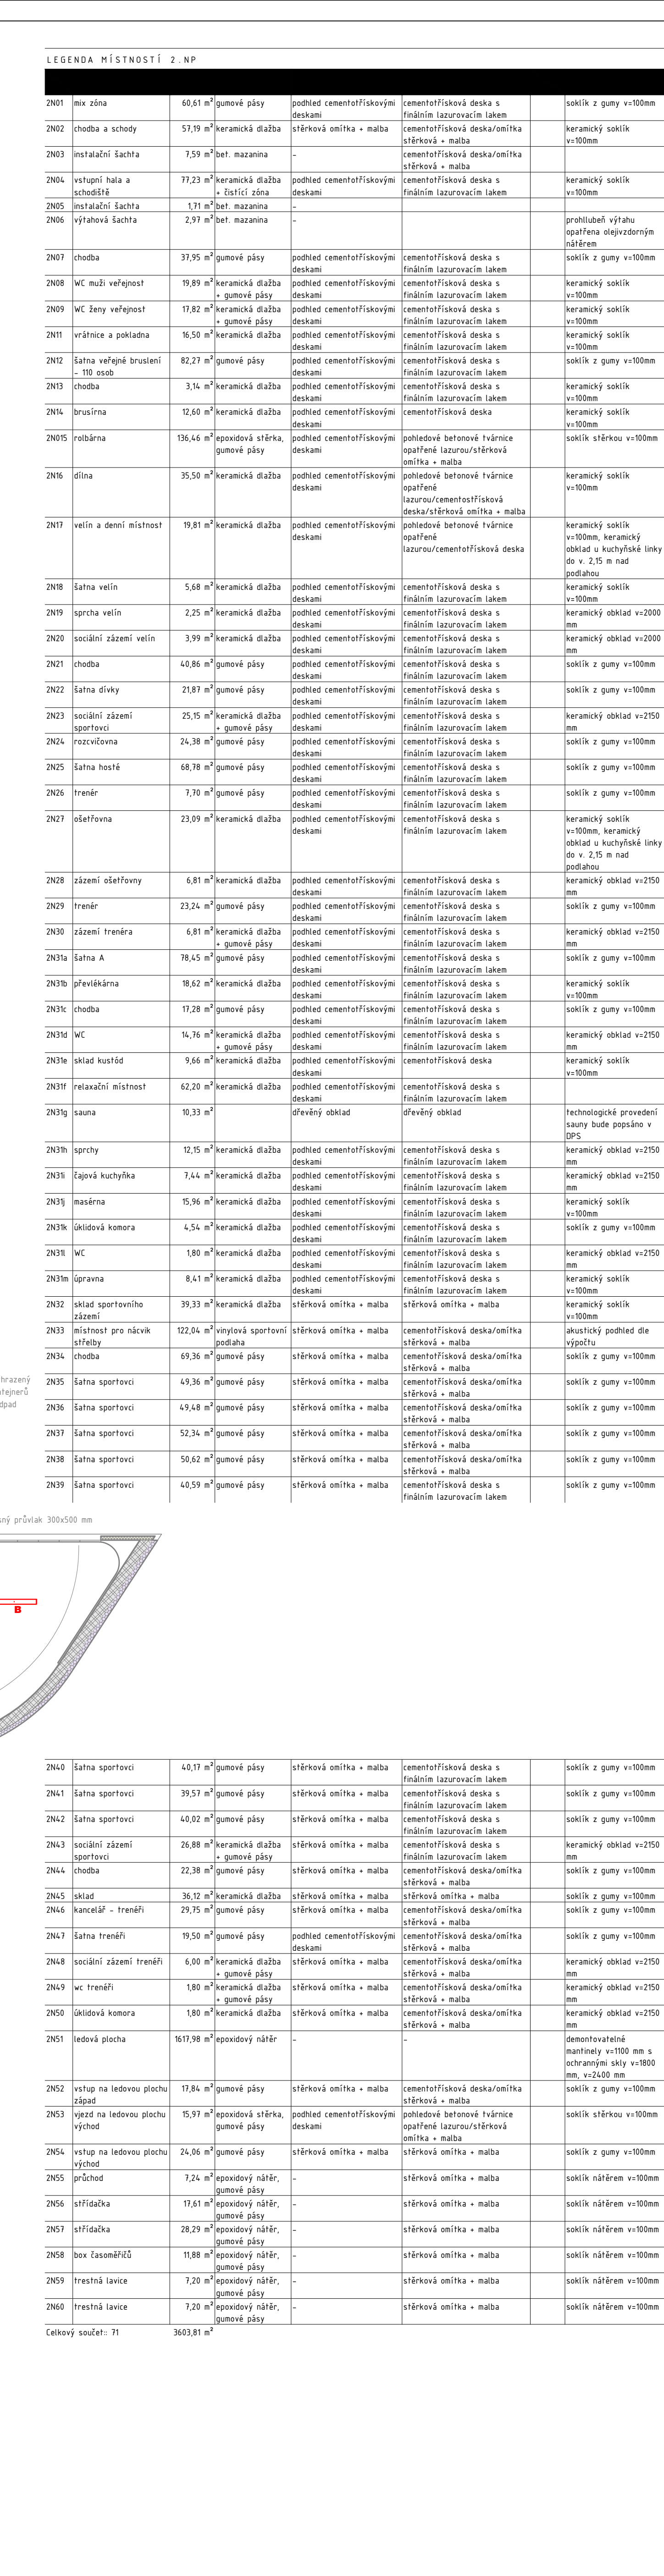 LEGENDA MÍSTNOSTÍ 2.NP
2N01 mix zóna 60,61 m² gumové pásy podhled cementotřískovými deskami cementotřísková deska s finálním lazurovacím lakem soklík z gumy v=100mm
2N02 chodba a schody 57,19 m² keramická dlažba stěrková omítka + malba cementotřísková deska/omítka stěrková + malba keramický soklík v=100mm
2N03 instalační šachta 7,59 m² bet. mazanina - cementotřísková deska/omítka stěrková + malba
2N04 vstupní hala a schodiště 77,23 m² keramická dlažba + čistící zóna podhled cementotřískovými deskami cementotřísková deska s finálním lazurovacím lakem keramický soklík v=100mm
2N05 instalační šachta 1,71 m² bet. mazanina -
2N06 výtahová šachta 2,97 m² bet. mazanina - prohllubeň výtahu opatřena olejivzdorným nátěrem
2N07 chodba 37,95 m² gumové pásy podhled cementotřískovými deskami cementotřísková deska s finálním lazurovacím lakem soklík z gumy v=100mm
2N08 WC muži veřejnost 19,89 m² keramická dlažba + gumové pásy podhled cementotřískovými deskami cementotřísková deska s finálním lazurovacím lakem keramický soklík v=100mm
2N09 WC ženy veřejnost 17,82 m² keramická dlažba + gumové pásy podhled cementotřískovými deskami cementotřísková deska s finálním lazurovacím lakem keramický soklík v=100mm
2N11 vrátnice a pokladna 16,50 m² keramická dlažba podhled cementotřískovými deskami cementotřísková deska s finálním lazurovacím lakem keramický soklík v=100mm
2N12 šatna veřejné bruslení - 110 osob 82,27 m² gumové pásy podhled cementotřískovými deskami cementotřísková deska s finálním lazurovacím lakem soklík z gumy v=100mm
2N13 chodba 3,14 m² keramická dlažba podhled cementotřískovými deskami cementotřísková deska s finálním lazurovacím lakem keramický soklík v=100mm
2N14 brusírna 12,60 m² keramická dlažba podhled cementotřískovými deskami cementotřísková deska keramický soklík v=100mm
2N015 rolbárna 136,46 m² epoxidová stěrka, gumové pásy podhled cementotřískovými deskami pohledové betonové tvárnice opatřené lazurou/stěrková omítka + malba soklík stěrkou v=100mm
2N16 dílna 35,50 m² keramická dlažba podhled cementotřískovými deskami pohledové betonové tvárnice opatřené lazurou/cementostřísková deska/stěrková omítka + malba keramický soklík v=100mm
2N17 velín a denní místnost 19,81 m² keramická dlažba podhled cementotřískovými deskami pohledové betonové tvárnice opatřené lazurou/cementotřísková deska keramický soklík v=100mm, keramický obklad u kuchyňské linky do v. 2,15 m nad podlahou
2N18 šatna velín 5,68 m² keramická dlažba podhled cementotřískovými deskami cementotřísková deska s finálním lazurovacím lakem keramický soklík v=100mm
2N19 sprcha velín 2,25 m² keramická dlažba podhled cementotřískovými deskami cementotřísková deska s finálním lazurovacím lakem keramický obklad v=2000 mm
2N20 sociální zázemí velín 3,99 m² keramická dlažba podhled cementotřískovými deskami cementotřísková deska s finálním lazurovacím lakem keramický obklad v=2000 mm
2N21 chodba 40,86 m² gumové pásy podhled cementotřískovými deskami cementotřísková deska s finálním lazurovacím lakem soklík z gumy v=100mm
2N22 šatna dívky 21,87 m² gumové pásy podhled cementotřískovými deskami cementotřísková deska s finálním lazurovacím lakem soklík z gumy v=100mm
2N23 sociální zázemí sportovci 25,15 m² keramická dlažba + gumové pásy podhled cementotřískovými deskami cementotřísková deska s finálním lazurovacím lakem keramický obklad v=2150 mm
2N24 rozcvičovna 24,38 m² gumové pásy podhled cementotřískovými deskami cementotřísková deska s finálním lazurovacím lakem soklík z gumy v=100mm
2N25 šatna hosté 68,78 m² gumové pásy podhled cementotřískovými deskami cementotřísková deska s finálním lazurovacím lakem soklík z gumy v=100mm
2N26 trenér 7,70 m² gumové pásy podhled cementotřískovými deskami cementotřísková deska s finálním lazurovacím lakem soklík z gumy v=100mm
2N27 ošetřovna 23,09 m² keramická dlažba podhled cementotřískovými deskami cementotřísková deska s finálním lazurovacím lakem keramický soklík v=100mm, keramický obklad u kuchyňské linky do v. 2,15 m nad podlahou
2N28 zázemí ošetřovny 6,81 m² keramická dlažba podhled cementotřískovými deskami cementotřísková deska s finálním lazurovacím lakem keramický obklad v=2150 mm
2N29 trenér 23,24 m² gumové pásy podhled cementotřískovými deskami cementotřísková deska s finálním lazurovacím lakem soklík z gumy v=100mm
2N30 zázemí trenéra 6,81 m² keramická dlažba + gumové pásy podhled cementotřískovými deskami cementotřísková deska s finálním lazurovacím lakem keramický obklad v=2150 mm
2N31a šatna A 78,45 m² gumové pásy podhled cementotřískovými deskami cementotřísková deska s finálním lazurovacím lakem soklík z gumy v=100mm
2N31b převlékárna 18,62 m² keramická dlažba podhled cementotřískovými deskami cementotřísková deska s finálním lazurovacím lakem keramický soklík v=100mm
2N31c chodba 17,28 m² gumové pásy podhled cementotřískovými deskami cementotřísková deska s finálním lazurovacím lakem soklík z gumy v=100mm
2N31d WC 14,76 m² keramická dlažba + gumové pásy podhled cementotřískovými deskami cementotřísková deska s finálním lazurovacím lakem keramický obklad v=2150 mm
2N31e sklad kustód 9,66 m² keramická dlažba podhled cementotřískovými deskami cementotřísková deska keramický soklík v=100mm
2N31f relaxační místnost 62,20 m² keramická dlažba podhled cementotřískovými deskami cementotřísková deska s finálním lazurovacím lakem
2N31g sauna 10,33 m² dřevěný obklad dřevěný obklad technologické provedení sauny bude popsáno v DPS
2N31h sprchy 12,15 m² keramická dlažba podhled cementotřískovými deskami cementotřísková deska s finálním lazurovacím lakem keramický obklad v=2150 mm
2N31i čajová kuchyňka 7,44 m² keramická dlažba podhled cementotřískovými deskami cementotřísková deska s finálním lazurovacím lakem keramický obklad v=2150 mm
2N31j masérna 15,96 m² keramická dlažba podhled cementotřískovými deskami cementotřísková deska s finálním lazurovacím lakem keramický soklík v=100mm
2N31k úklidová komora 4,54 m² keramická dlažba podhled cementotřískovými deskami cementotřísková deska s finálním lazurovacím lakem soklík z gumy v=100mm
2N31l WC 1,80 m² keramická dlažba podhled cementotřískovými deskami cementotřísková deska s finálním lazurovacím lakem keramický obklad v=2150 mm
2N31m úpravna 8,41 m² keramická dlažba podhled cementotřískovými deskami cementotřísková deska s finálním lazurovacím lakem keramický soklík v=100mm
2N32 sklad sportovního zázemí 39,33 m² keramická dlažba stěrková omítka + malba stěrková omítka + malba keramický soklík v=100mm
2N33 místnost pro nácvik střelby 122,04 m² vinylová sportovní podlaha stěrková omítka + malba cementotřísková deska/omítka stěrková + malba akustický podhled dle výpočtu
2N34 chodba 69,36 m² gumové pásy stěrková omítka + malba cementotřísková deska/omítka stěrková + malba soklík z gumy v=100mm
hrazený
2N35 šatna sportovci 49,36 m² gumové pásy stěrková omítka + malba cementotřísková deska/omítka stěrková + malba soklík z gumy v=100mm
ntejnerů
dpad
2N36 šatna sportovci 49,48 m² gumové pásy stěrková omítka + malba cementotřísková deska/omítka stěrková + malba soklík z gumy v=100mm
2N37 šatna sportovci 52,34 m² gumové pásy stěrková omítka + malba cementotřísková deska/omítka stěrková + malba soklík z gumy v=100mm
2N38 šatna sportovci 50,62 m² gumové pásy stěrková omítka + malba cementotřísková deska/omítka stěrková + malba soklík z gumy v=100mm
2N39 šatna sportovci 40,59 m² gumové pásy stěrková omítka + malba cementotřísková deska s finálním lazurovacím lakem soklík z gumy v=100mm
sný průvlak 300x500 mm
B
2N40 šatna sportovci 40,17 m² gumové pásy stěrková omítka + malba cementotřísková deska s finálním lazurovacím lakem soklík z gumy v=100mm
2N41 šatna sportovci 39,57 m² gumové pásy stěrková omítka + malba cementotřísková deska s finálním lazurovacím lakem soklík z gumy v=100mm
2N42 šatna sportovci 40,02 m² gumové pásy stěrková omítka + malba cementotřísková deska s finálním lazurovacím lakem soklík z gumy v=100mm
2N43 sociální zázemí sportovci 26,88 m² keramická dlažba + gumové pásy stěrková omítka + malba cementotřísková deska s finálním lazurovacím lakem keramický obklad v=2150 mm
2N44 chodba 22,38 m² gumové pásy stěrková omítka + malba cementotřísková deska/omítka stěrková + malba soklík z gumy v=100mm
2N45 sklad 36,12 m² keramická dlažba stěrková omítka + malba stěrková omítka + malba soklík z gumy v=100mm
2N46 kancelář - trenéři 29,75 m² gumové pásy stěrková omítka + malba cementotřísková deska/omítka stěrková + malba soklík z gumy v=100mm
2N47 šatna trenéři 19,50 m² gumové pásy podhled cementotřískovými deskami cementotřísková deska/omítka stěrková + malba soklík z gumy v=100mm
2N48 sociální zázemí trenéři 6,00 m² keramická dlažba + gumové pásy stěrková omítka + malba cementotřísková deska/omítka stěrková + malba keramický obklad v=2150 mm
2N49 wc trenéři 1,80 m² keramická dlažba + gumové pásy stěrková omítka + malba cementotřísková deska/omítka stěrková + malba keramický obklad v=2150 mm
2N50 úklidová komora 1,80 m² keramická dlažba stěrková omítka + malba cementotřísková deska/omítka stěrková + malba keramický obklad v=2150 mm
2N51 ledová plocha 1617,98 m² epoxidový nátěr - - demontovatelné mantinely v=1100 mm s ochrannými skly v=1800 mm, v=2400 mm
2N52 vstup na ledovou plochu západ 17,84 m² gumové pásy stěrková omítka + malba cementotřísková deska/omítka stěrková + malba soklík z gumy v=100mm
2N53 vjezd na ledovou plochu východ 15,97 m² epoxidová stěrka, gumové pásy podhled cementotřískovými deskami pohledové betonové tvárnice opatřené lazurou/stěrková omítka + malba soklík stěrkou v=100mm
2N54 vstup na ledovou plochu východ 24,06 m² gumové pásy stěrková omítka + malba stěrková omítka + malba soklík z gumy v=100mm
2N55 průchod 7,24 m² epoxidový nátěr, gumové pásy - stěrková omítka + malba soklík nátěrem v=100mm
2N56 střídačka 17,61 m² epoxidový nátěr, gumové pásy - stěrková omítka + malba soklík nátěrem v=100mm
2N57 střídačka 28,29 m² epoxidový nátěr, gumové pásy - stěrková omítka + malba soklík nátěrem v=100mm
2N58 box časoměřičů 11,88 m² epoxidový nátěr, gumové pásy - stěrková omítka + malba soklík nátěrem v=100mm
2N59 trestná lavice 7,20 m² epoxidový nátěr, gumové pásy - stěrková omítka + malba soklík nátěrem v=100mm
2N60 trestná lavice 7,20 m² epoxidový nátěr, gumové pásy - stěrková omítka + malba soklík nátěrem v=100mm
Celkový součet:: 71 3603,81 m²